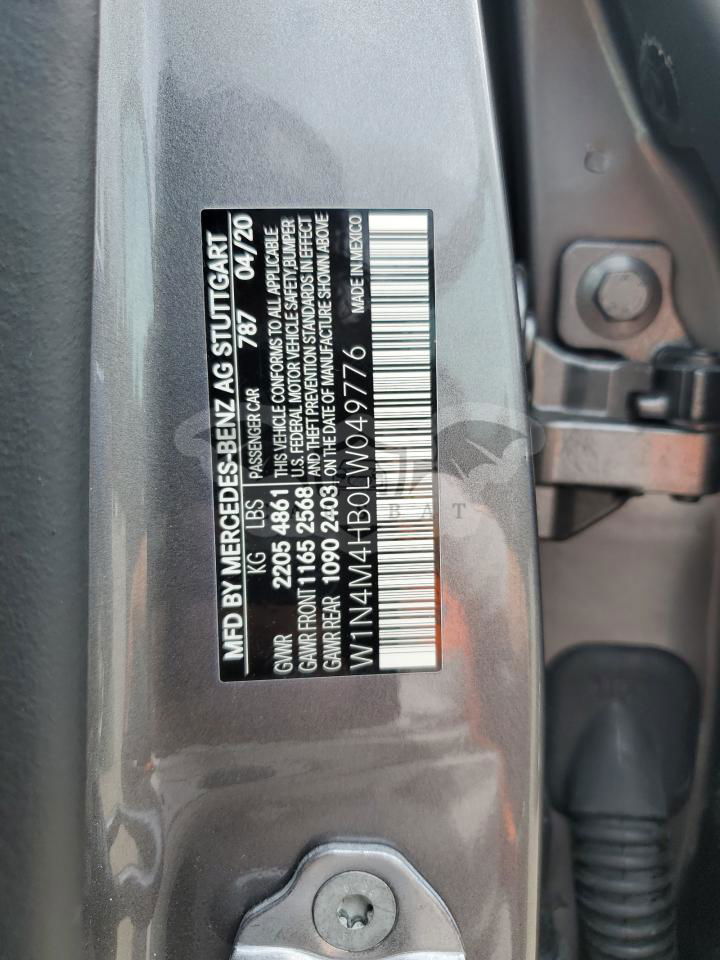 MFD BY MERCEDES-BENZ AG STUTTGART
KG LBS PASSENGER CAR 787 04/20
GWR 2205 4861 THIS VEHICLE CONFORMS TO ALL APPLICABLE
GAWR FRONT 1165 2568 U.S. FEDERAL MOTOR VEHICLE SAFETY, BUMPER
AND THEFT PREVENTION STANDARDS IN EFFECT
GAWR REAR 1090 2403 ON THE DATE OF MANUFACTURE SHOWN ABOVE
W1N4M4HB0LW049776 MADE IN MEXICO
BAT